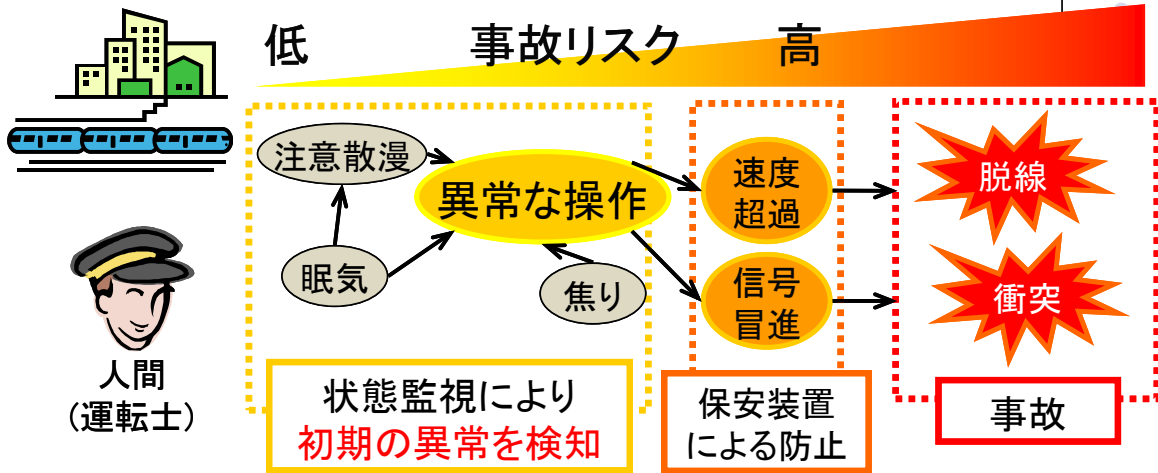 低 事故リスク 高
注意散漫
異常な操作
眠気
焦り
速度
超過
信号
冒進
脱線
衝突
人間
(運転士)
状態監視により
初期の異常を検知
保安装置
による防止
事故